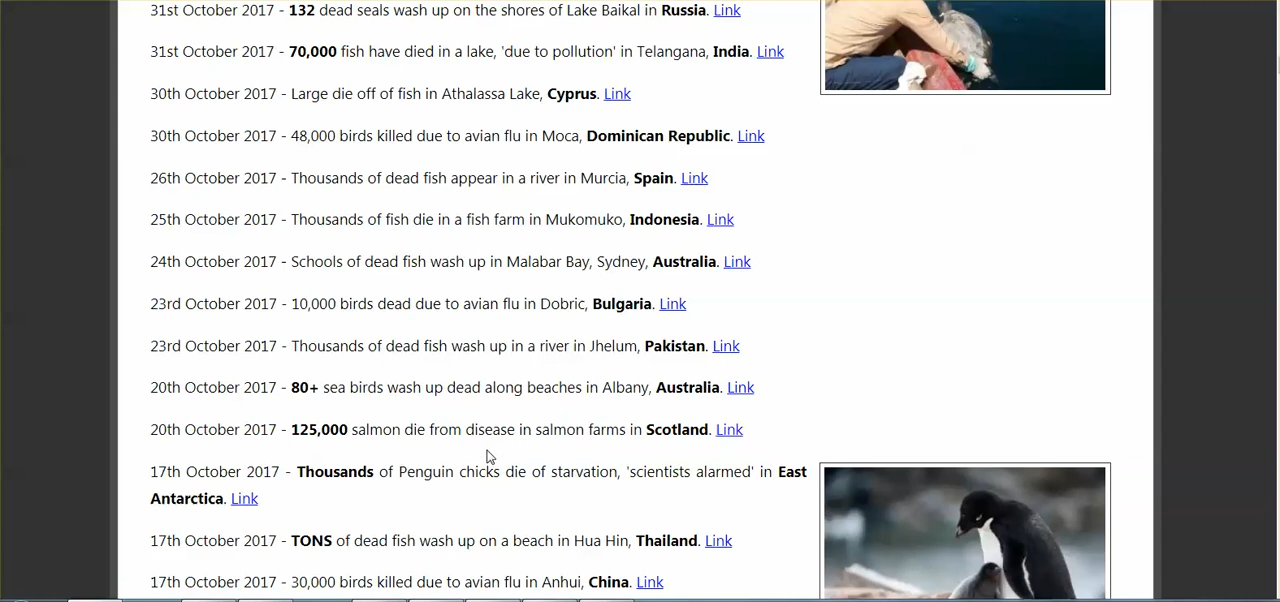 31st October 2017 - 132 dead seals wash up on the shores of Lake Baikal in Russia. Link
31st October 2017 - 70,000 fish have died in a lake, 'due to pollution' in Telangana, India. Link
30th October 2017 - Large die off of fish in Athalassa Lake, Cyprus. Link
30th October 2017 - 48,000 birds killed due to avian flu in Moca, Dominican Republic. Link
26th October 2017 - Thousands of dead fish appear in a river in Murcia, Spain. Link
25th October 2017 - Thousands of fish die in a fish farm in Mukomuko, Indonesia. Link
24th October 2017 - Schools of dead fish wash up in Malabar Bay, Sydney, Australia. Link
23rd October 2017 - 10,000 birds dead due to avian flu in Dobric, Bulgaria. Link
23rd October 2017 - Thousands of dead fish wash up in a river in Jhelum, Pakistan. Link
20th October 2017 - 80+ sea birds wash up dead along beaches in Albany, Australia. Link
20th October 2017 - 125,000 salmon die from disease in salmon farms in Scotland. Link
17th October 2017 - Thousands of Penguin chicks die of starvation, 'scientists alarmed' in East
Antarctica. Link
17th October 2017 - TONS of dead fish wash up on a beach in Hua Hin, Thailand. Link
17th October 2017 - 30,000 birds killed due to avian flu in Anhui, China. Link